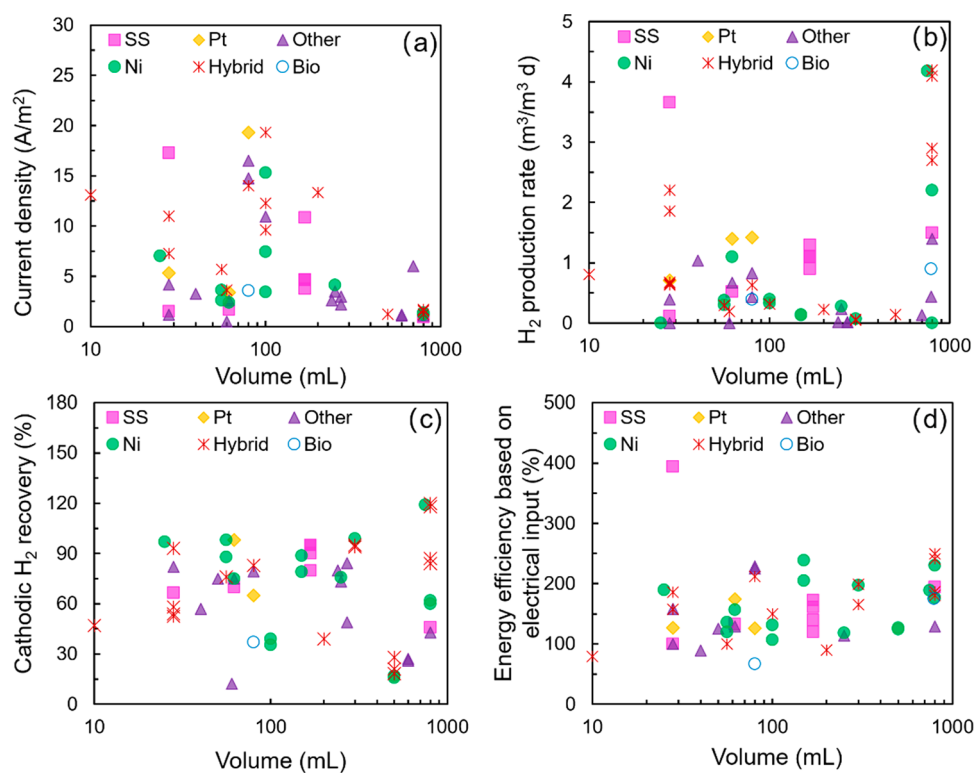 (a)
SS Pt Other
Ni Hybrid Bio
30
25
20
15
10
5
0
10 100 1000
Current density (A/m²)
Volume (mL)
(b)
SS Pt Other
Ni Hybrid Bio
5
4
3
2
1
0
10 100 1000
H₂ production rate (m³/m³ d)
Volume (mL)
(c)
SS Pt Other
Ni Hybrid Bio
180
150
120
90
60
30
0
10 100 1000
Cathodic H₂ recovery (%)
Volume (mL)
(d)
SS Pt Other
Ni Hybrid Bio
500
400
300
200
100
0
10 100 1000
Energy efficiency based on
electrical input (%)
Volume (mL)